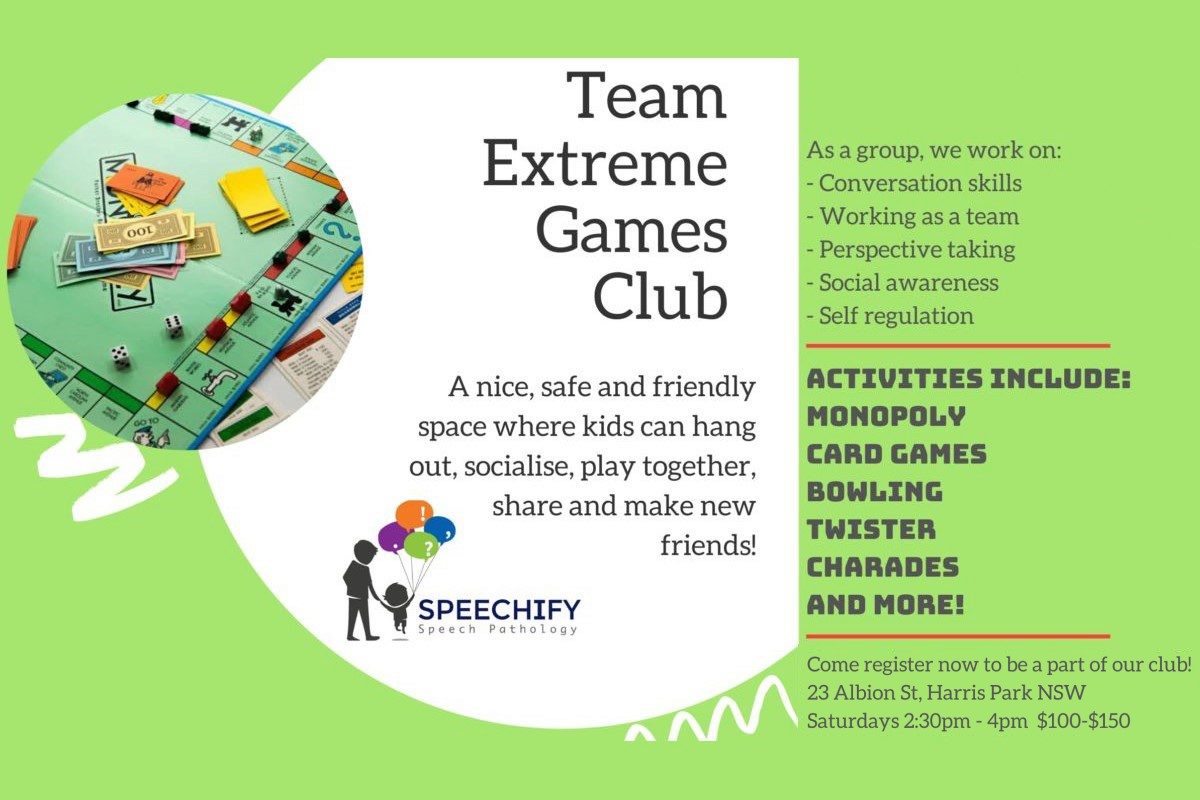 Team
Extreme
Games
Club
A nice, safe and friendly
space where kids can hang
out, socialise, play together,
share and make new
friends!
SPEECHIFY
Speech Pathology
As a group, we work on:
- Conversation skills
- Working as a team
- Perspective taking
- Social awareness
- Self regulation
ACTIVITIES INCLUDE:
MONOPOLY
CARD GAMES
BOWLING
TWISTER
CHARADES
AND MORE!
Come register now to be a part of our club!
23 Albion St, Harris Park NSW
Saturdays 2:30pm - 4pm $100-$150
100
GO TO
! , . ?